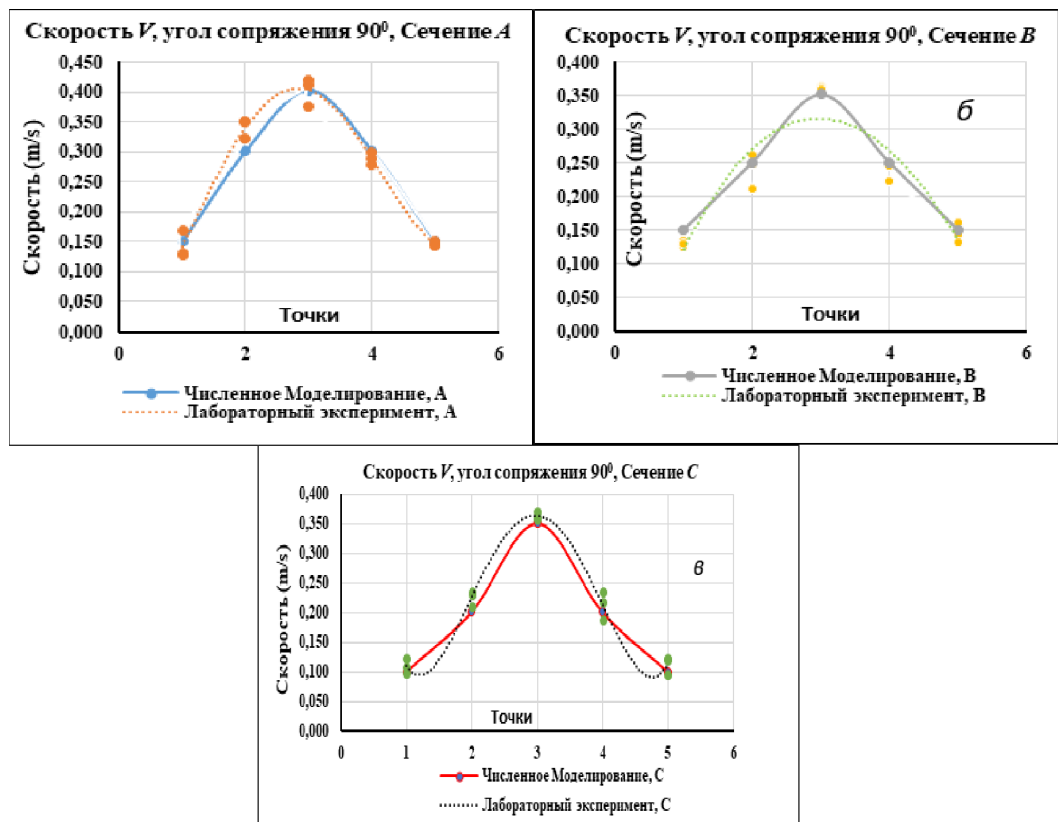 Скорость V, угол сопряжения 90⁰, Сечение A
0,450
0,400
0,350
0,300
0,250
0,200
0,150
0,100
0,050
0,000
Скорость (m/s)
Точки
0 2 4 6
Численное Моделирование, А
Лабораторный эксперимент, А
Скорость V, угол сопряжения 90⁰, Сечение B
0,400
0,350
0,300
0,250
0,200
0,150
0,100
0,050
0,000
Скорость (m/s)
б
Точки
0 2 4 6
Численное Моделирование, В
Лабораторный эксперимент, В
Скорость V, угол сопряжения 90⁰, Сечение C
0,400
0,350
0,300
0,250
0,200
0,150
0,100
0,050
0,000
Скорость (m/s)
в
Точки
0 1 2 3 4 5 6
Численное Моделирование, С
Лабораторный эксперимент, С